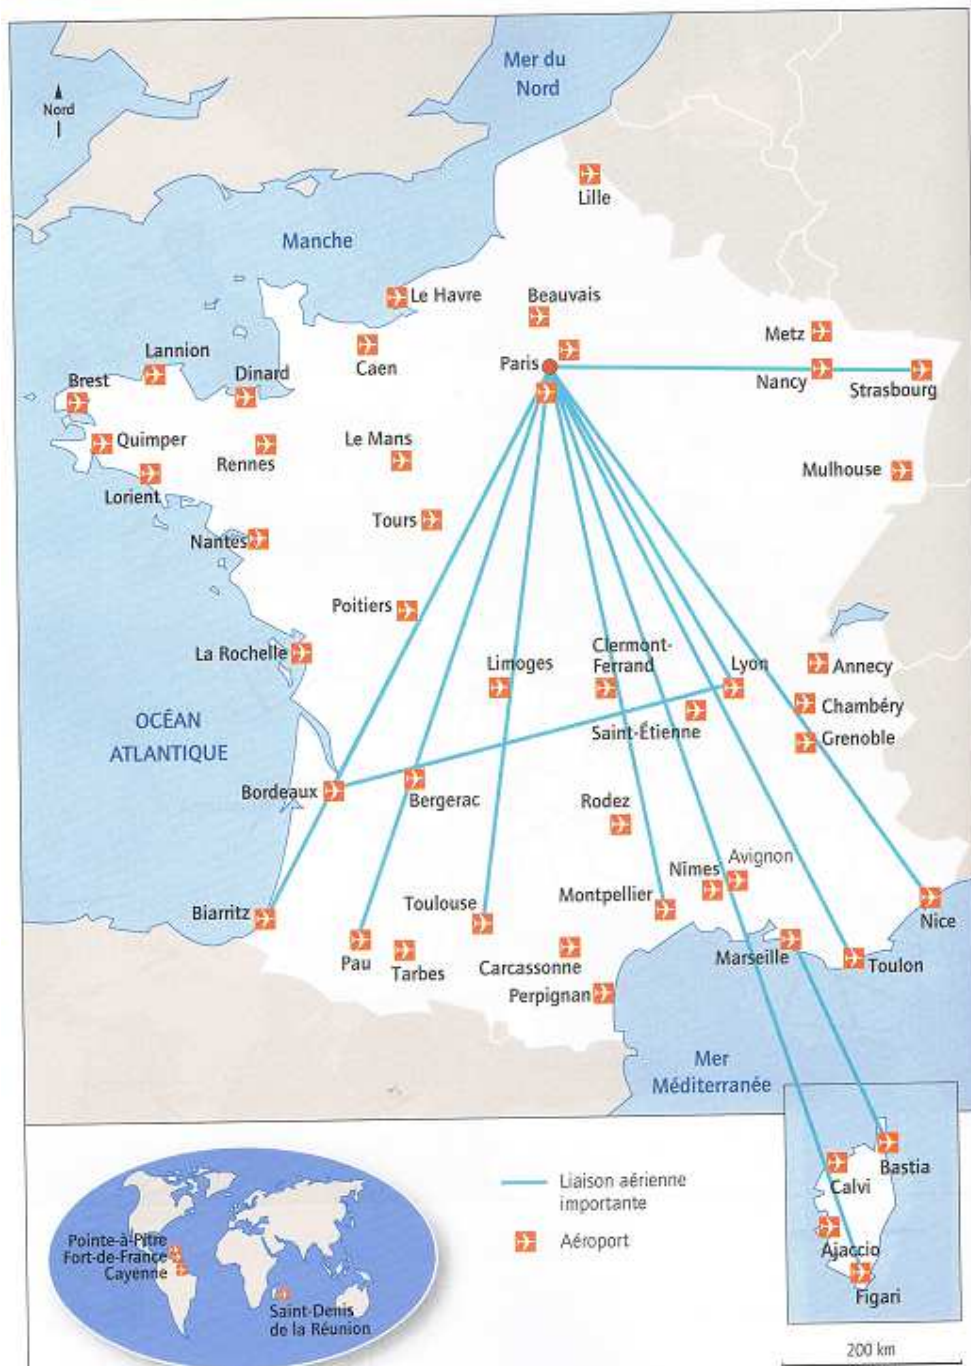 Mer du
Nord
Nord
Lille
Manche
Le Havre
Beauvais
Metz
Lannion
Caen
Paris
Nancy
Strasbourg
Brest
Dinard
Quimper
Rennes
Le Mans
Mulhouse
Lorient
Tours
Nantes
Poitiers
La Rochelle
Limoges
Clermont-
Ferrand
Lyon
Annecy
Chambéry
Saint-Étienne
Grenoble
OCÉAN
ATLANTIQUE
Bordeaux
Bergerac
Rodez
Nîmes
Avignon
Biarritz
Toulouse
Montpellier
Nice
Pau
Tarbes
Carcassonne
Marseille
Toulon
Perpignan
Mer
Méditerranée
Bastia
Calvi
Ajaccio
Figari
Liaison aérienne
importante
Aéroport
Pointe-à-Pitre
Fort-de-France
Cayenne
Saint-Denis
de la Réunion
200 km